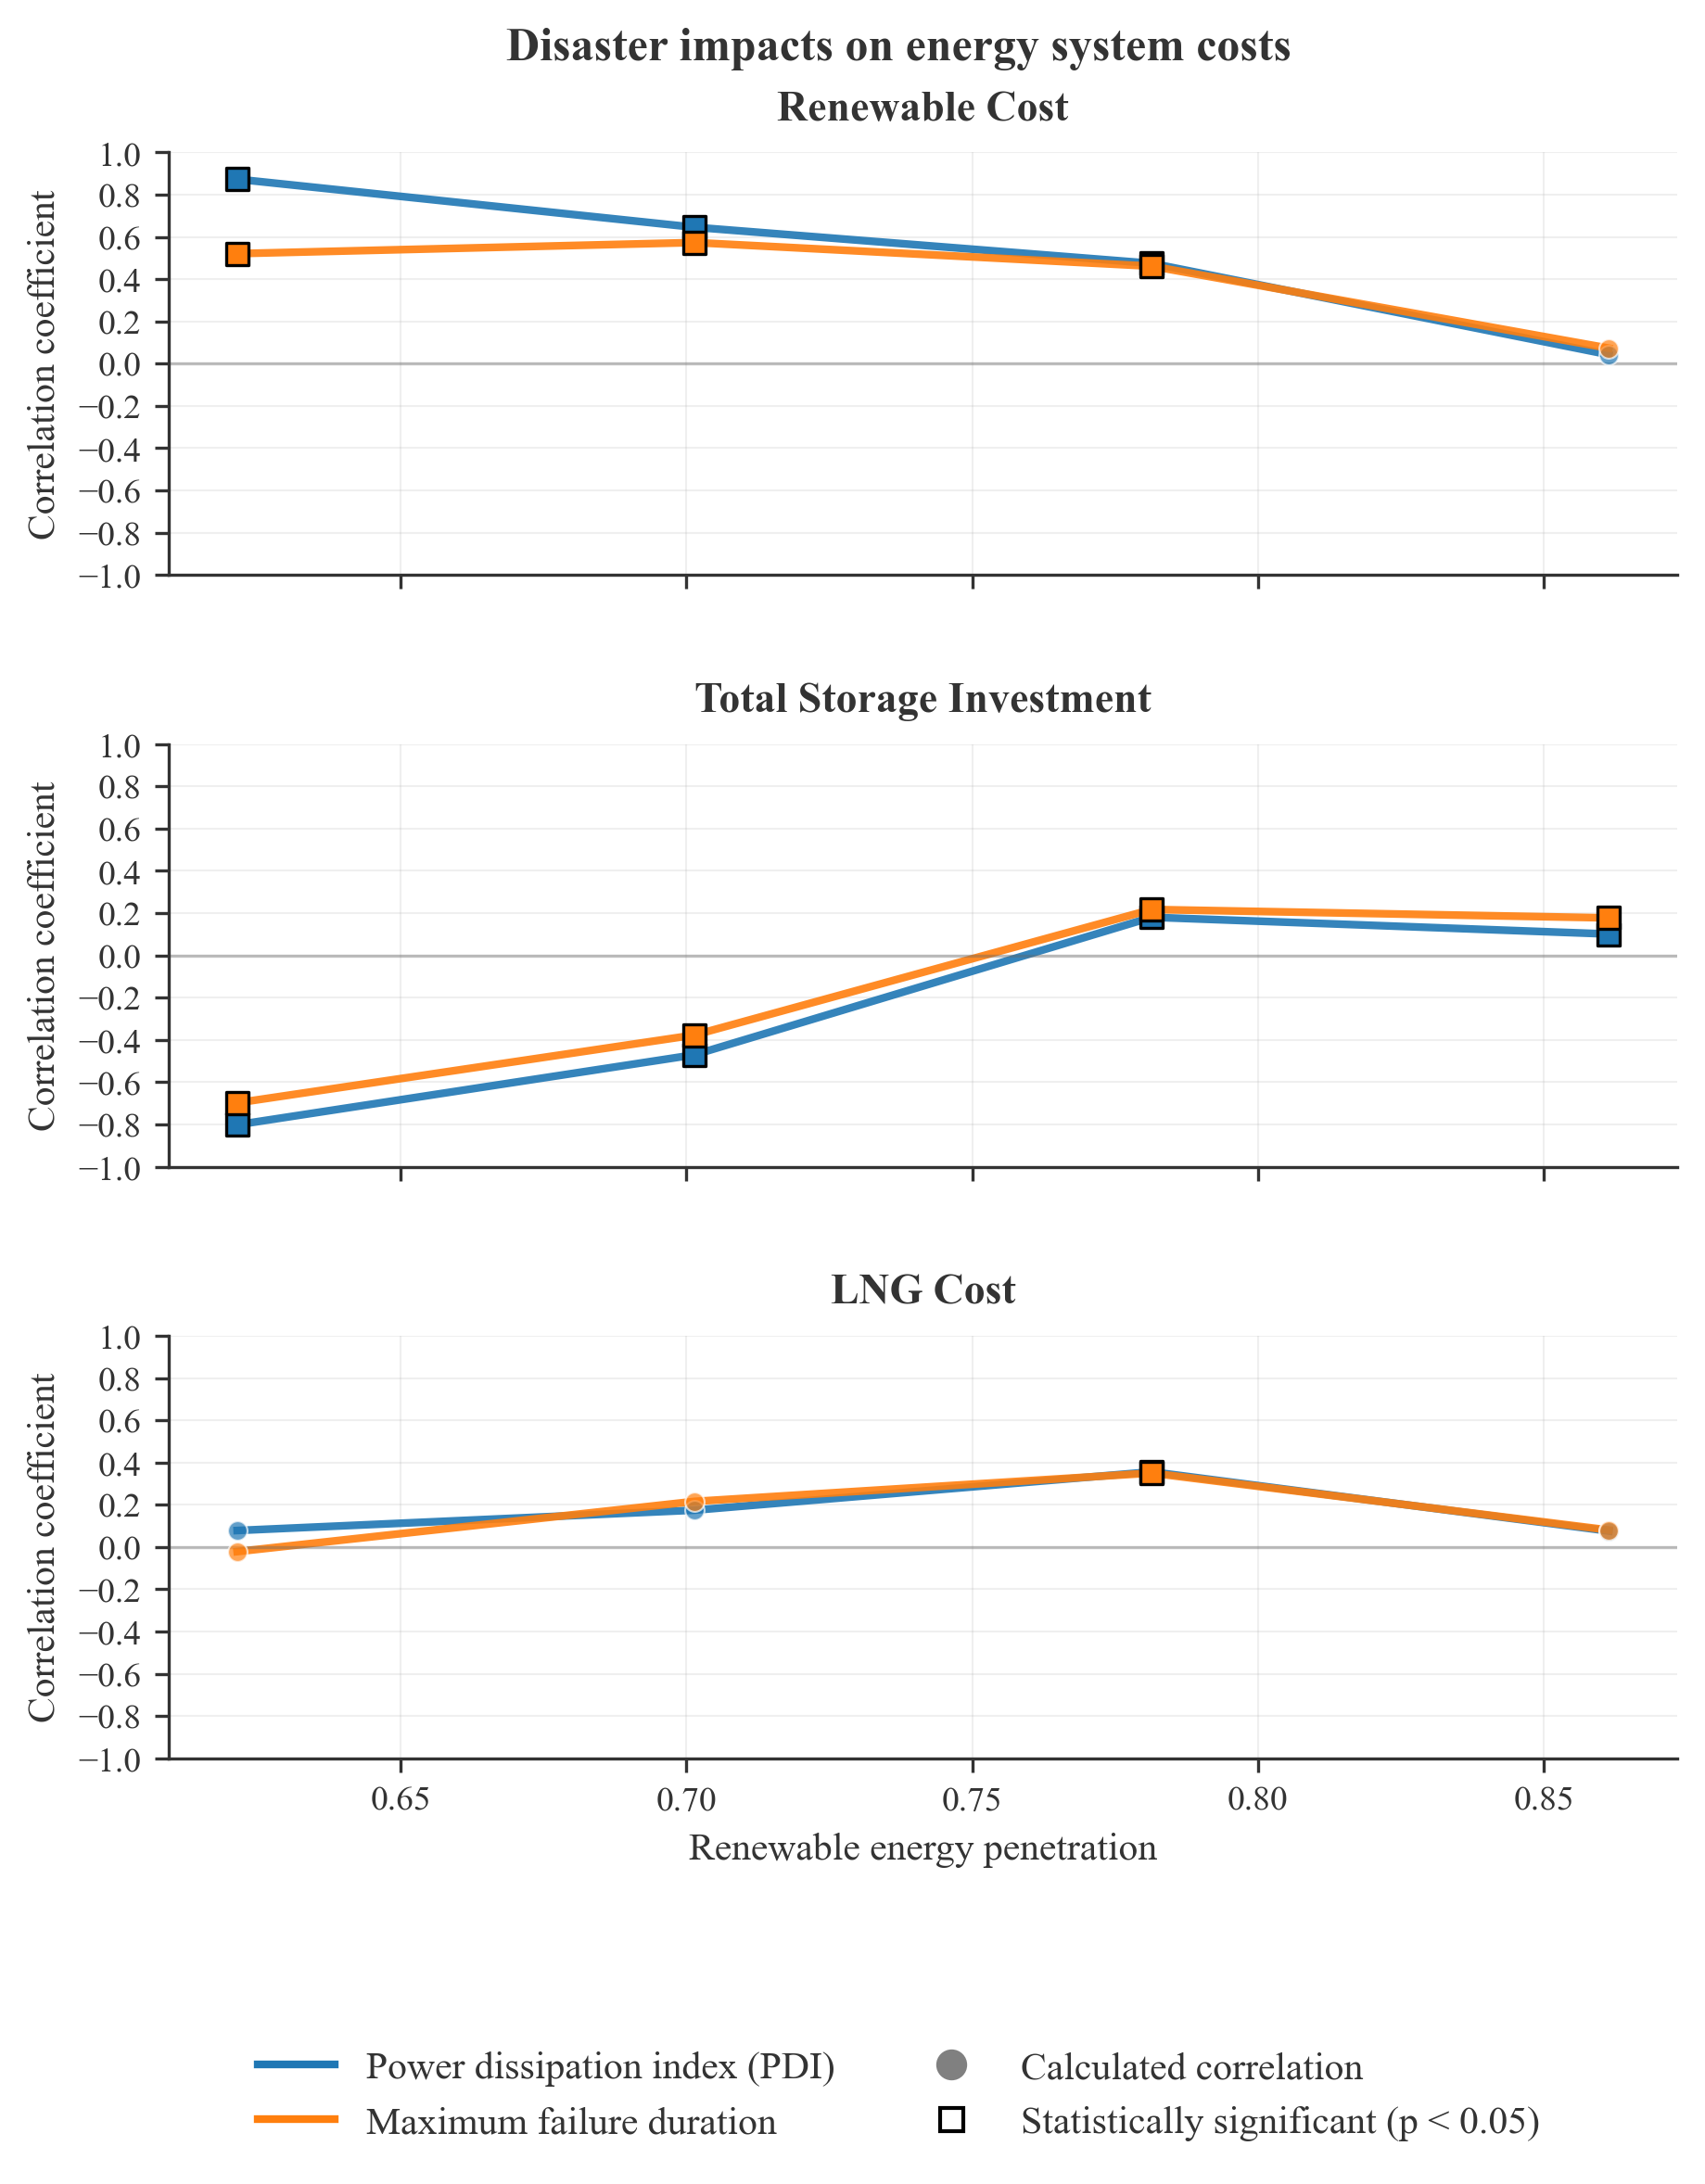 Disaster impacts on energy system costs
Renewable Cost
Correlation coefficient
1.0
0.8
0.6
0.4
0.2
0.0
−0.2
−0.4
−0.6
−0.8
−1.0
Total Storage Investment
Correlation coefficient
1.0
0.8
0.6
0.4
0.2
0.0
−0.2
−0.4
−0.6
−0.8
−1.0
LNG Cost
Correlation coefficient
1.0
0.8
0.6
0.4
0.2
0.0
−0.2
−0.4
−0.6
−0.8
−1.0
0.65 0.70 0.75 0.80 0.85
Renewable energy penetration
Power dissipation index (PDI)
Maximum failure duration
Calculated correlation
Statistically significant (p < 0.05)